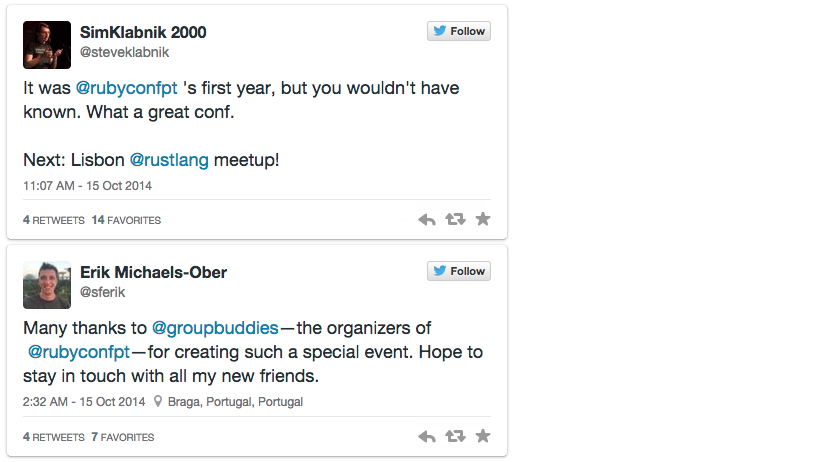 SimKlabnik 2000
Follow
@steveklabnik
It was @rubyconfpt 's first year, but you wouldn't have
known. What a great conf.
Next: Lisbon @rustlang meetup!
11:07 AM - 15 Oct 2014
4 RETWEETS 14 FAVORITES
Erik Michaels-Ober
Follow
@sferik
Many thanks to @groupbuddies—the organizers of
@rubyconfpt—for creating such a special event. Hope to
stay in touch with all my new friends.
2:32 AM - 15 Oct 2014 Braga, Portugal, Portugal
4 RETWEETS 7 FAVORITES